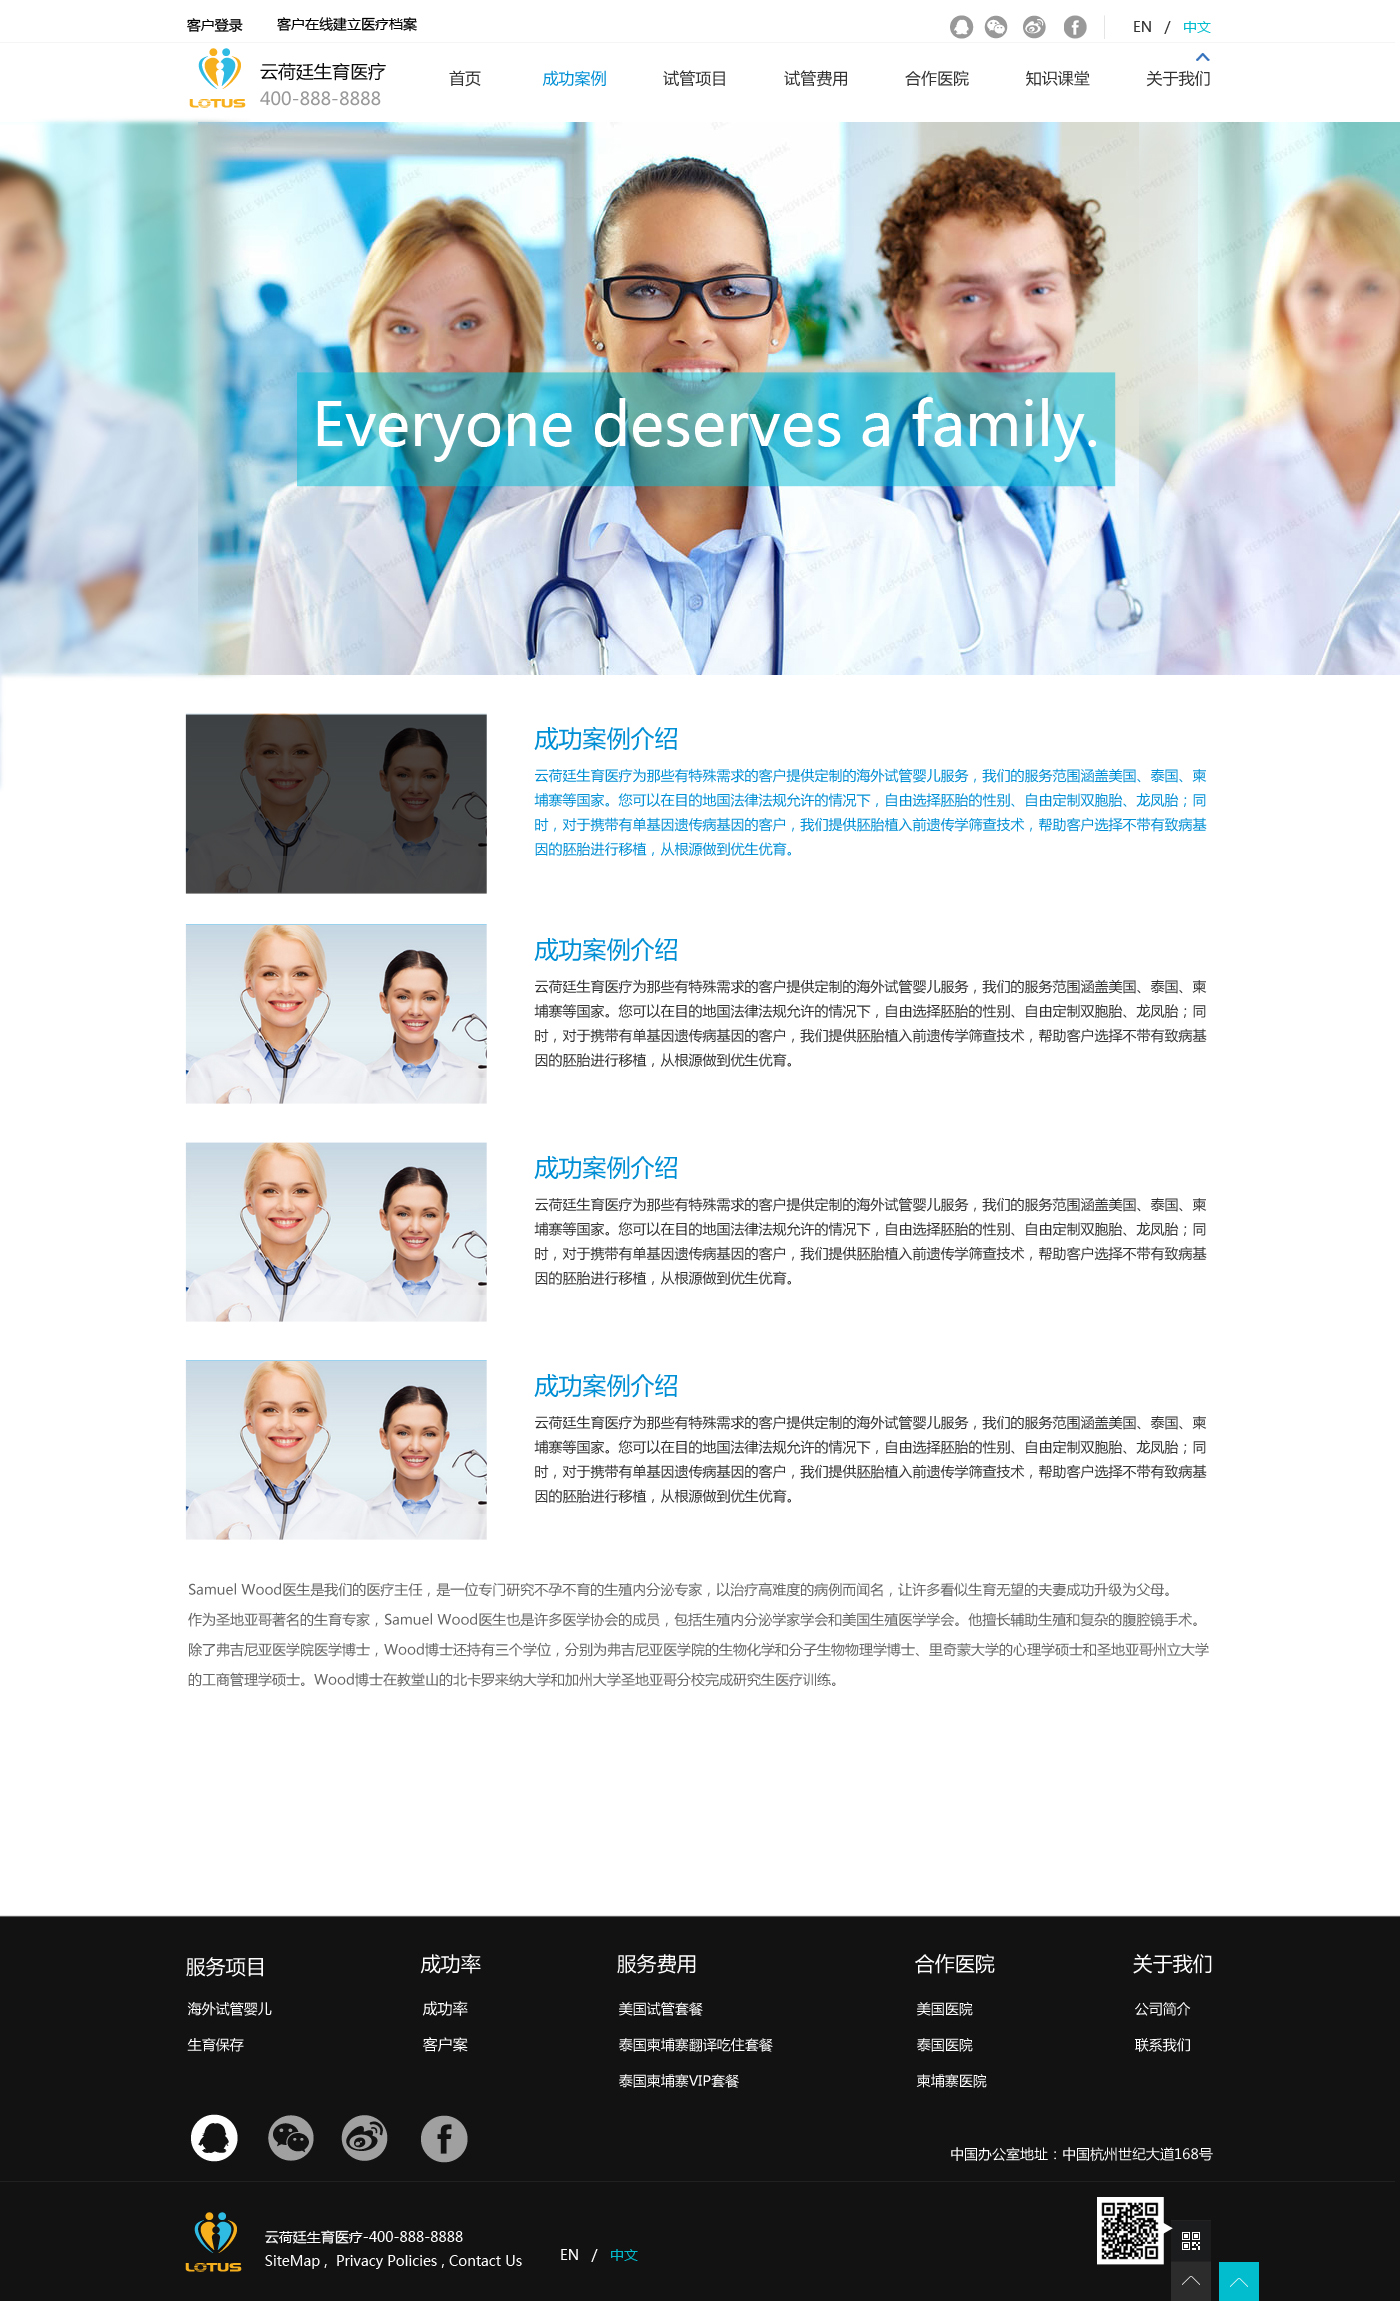 客户登录 客户在线建立医疗档案 EN / 中文
LOTUS 云荷廷生育医疗
400-888-8888
首页 成功案例 试管项目 试管费用 合作医院 知识课堂 关于我们
Everyone deserves a family.
成功案例介绍
云荷廷生育医疗为那些有特殊需求的客户提供定制的海外试管婴儿服务，我们的服务范围涵盖美国、泰国、柬
埔寨等国家。您可以在目的地国法律法规允许的情况下，自由选择胚胎的性别、自由定制双胞胎、龙凤胎；同
时，对于携带有单基因遗传病基因的客户，我们提供胚胎植入前遗传学筛查技术，帮助客户选择不带有致病基
因的胚胎进行移植，从根源做到优生优育。
成功案例介绍
云荷廷生育医疗为那些有特殊需求的客户提供定制的海外试管婴儿服务，我们的服务范围涵盖美国、泰国、柬
埔寨等国家。您可以在目的地国法律法规允许的情况下，自由选择胚胎的性别、自由定制双胞胎、龙凤胎；同
时，对于携带有单基因遗传病基因的客户，我们提供胚胎植入前遗传学筛查技术，帮助客户选择不带有致病基
因的胚胎进行移植，从根源做到优生优育。
成功案例介绍
云荷廷生育医疗为那些有特殊需求的客户提供定制的海外试管婴儿服务，我们的服务范围涵盖美国、泰国、柬
埔寨等国家。您可以在目的地国法律法规允许的情况下，自由选择胚胎的性别、自由定制双胞胎、龙凤胎；同
时，对于携带有单基因遗传病基因的客户，我们提供胚胎植入前遗传学筛查技术，帮助客户选择不带有致病基
因的胚胎进行移植，从根源做到优生优育。
成功案例介绍
云荷廷生育医疗为那些有特殊需求的客户提供定制的海外试管婴儿服务，我们的服务范围涵盖美国、泰国、柬
埔寨等国家。您可以在目的地国法律法规允许的情况下，自由选择胚胎的性别、自由定制双胞胎、龙凤胎；同
时，对于携带有单基因遗传病基因的客户，我们提供胚胎植入前遗传学筛查技术，帮助客户选择不带有致病基
因的胚胎进行移植，从根源做到优生优育。
Samuel Wood医生是我们的医疗主任，是一位专门研究不孕不育的生殖内分泌专家，以治疗高难度的病例而闻名，让许多看似生育无望的夫妻成功升级为父母。
作为圣地亚哥著名的生育专家，Samuel Wood医生也是许多医学协会的成员，包括生殖内分泌学家学会和美国生殖医学学会。他擅长辅助生殖和复杂的腹腔镜手术。
除了弗吉尼亚医学院医学博士，Wood博士还持有三个学位，分别为弗吉尼亚医学院的生物化学和分子生物物理学博士、里奇蒙大学的心理学硕士和圣地亚哥州立大学
的工商管理学硕士。Wood博士在教堂山的北卡罗来纳大学和加州大学圣地亚哥分校完成研究生医疗训练。
服务项目 成功率 服务费用 合作医院 关于我们
海外试管婴儿 成功率 美国试管套餐 美国医院 公司简介
生育保存 客户案 泰国柬埔寨翻译吃住套餐 泰国医院 联系我们
泰国柬埔寨VIP套餐 柬埔寨医院
中国办公室地址：中国杭州世纪大道168号
LOTUS 云荷廷生育医疗-400-888-8888
SiteMap , Privacy Policies , Contact Us EN / 中文